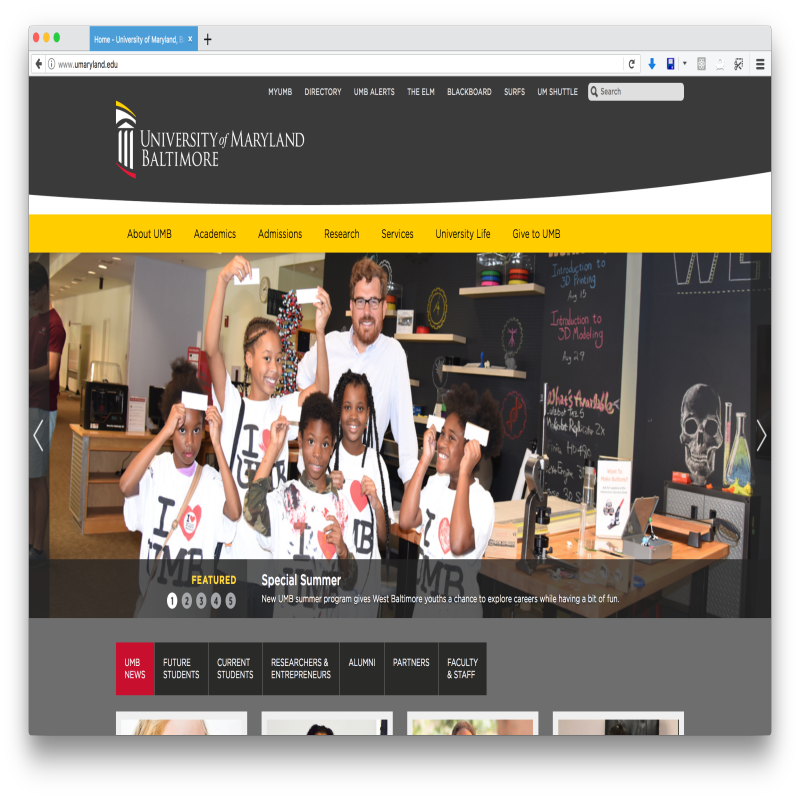 Home - University of Maryland, B
www.umaryland.edu
MYUMB DIRECTORY UMB ALERTS THE ELM BLACKBOARD SURFS UM SHUTTLE Search
UNIVERSITY of MARYLAND
BALTIMORE
About UMB Academics Admissions Research Services University Life Give to UMB
Introduction to
3D Printing
Aug 15
Introduction to
3D Modeling
Aug 29
What's Available
I
UMB
I
UMB
I
UMB
FEATURED
1 2 3 4 5
Special Summer
New UMB summer program gives West Baltimore youths a chance to explore careers while having a bit of fun.
UMB
NEWS
FUTURE
STUDENTS
CURRENT
STUDENTS
RESEARCHERS &
ENTREPRENEURS
ALUMNI
PARTNERS
FACULTY
& STAFF